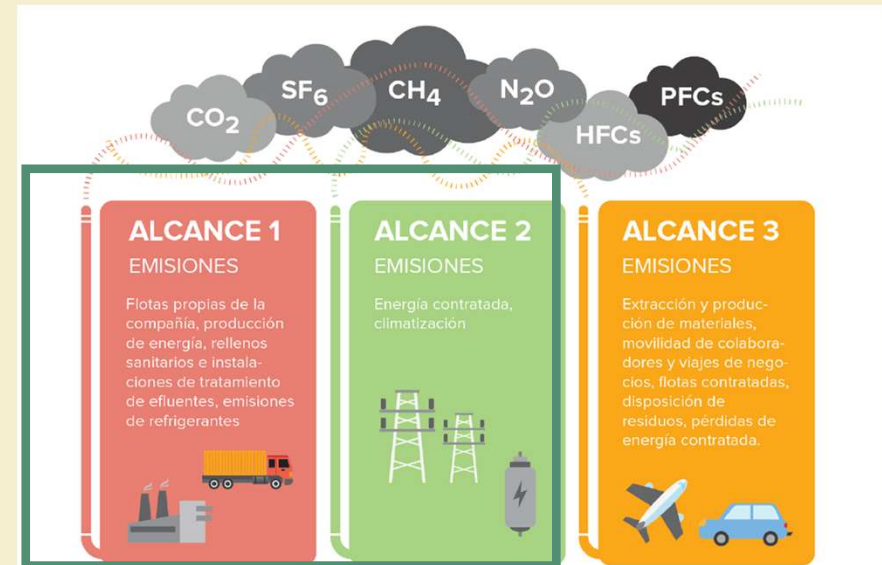 CO2
SF6
CH4
N2O
HFCs
PFCs
ALCANCE 1
EMISIONES
Flotas propias de la
compañía, producción
de energía, rellenos
sanitarios e instala-
ciones de tratamiento
de efluentes, emisiones
de refrigerantes
ALCANCE 2
EMISIONES
Energía contratada,
climatización
ALCANCE 3
EMISIONES
Extracción y produc-
ción de materiales,
movilidad de colabora-
dores y viajes de nego-
cios, flotas contratadas,
disposición de
residuos, pérdidas de
energía contratada.